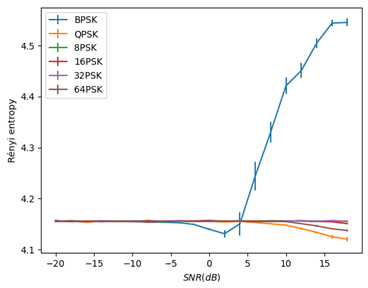 BPSK
QPSK
8PSK
16PSK
32PSK
64PSK
4.5
4.4
4.3
4.2
4.1
Rényi entropy
−20 −15 −10 −5 0 5 10 15
SNR(dB)